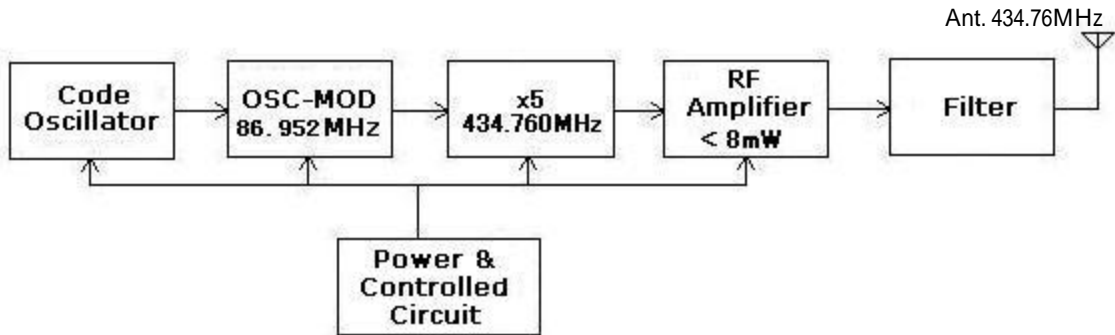 Ant. 434.76MHz
Code
Oscillator
OSC-MOD
86.952MHz
x5
434.760MHz
RF
Amplifier
< 8mW
Filter
Power &
Controlled
Circuit